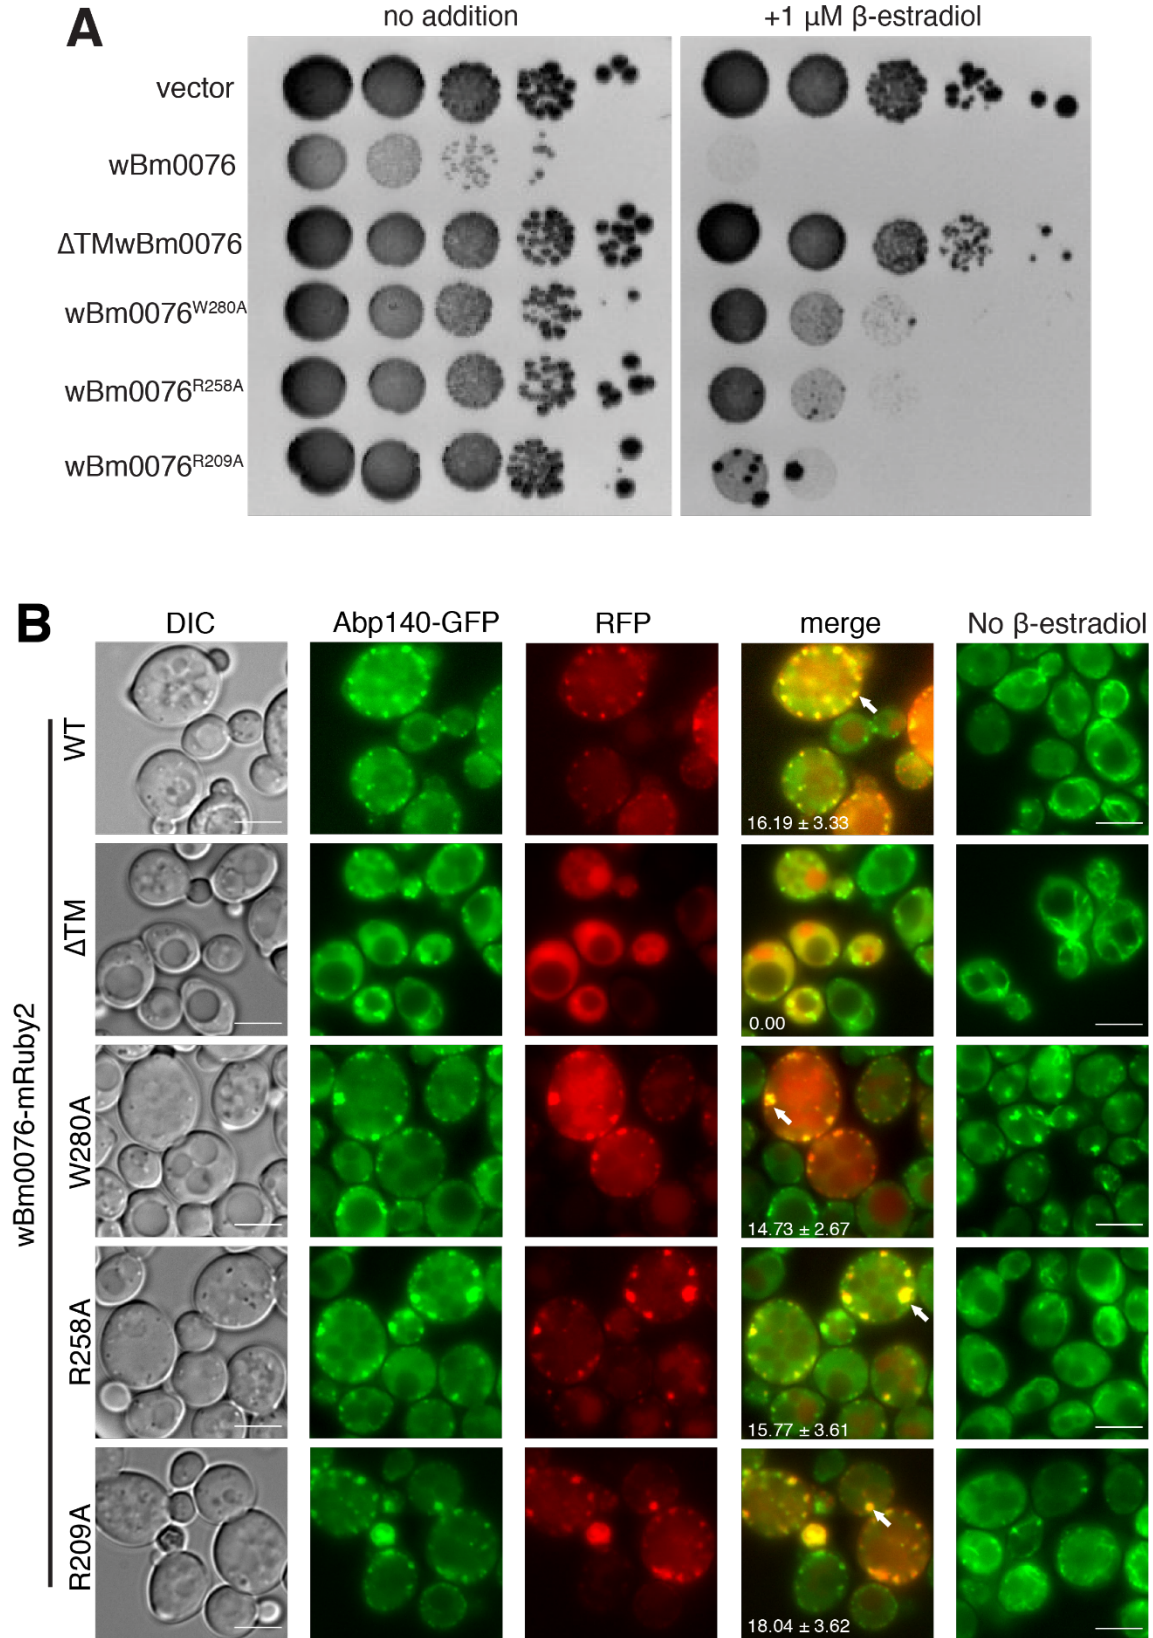 A
no addition
+1 µM β-estradiol
vector
wBm0076
ΔTMwBm0076
wBm0076W280A
wBm0076R258A
wBm0076R209A
B
DIC
Abp140-GFP
RFP
merge
No β-estradiol
wBm0076-mRuby2
WT
16.19 ± 3.33
ΔTM
0.00
W280A
14.73 ± 2.67
R258A
15.77 ± 3.61
R209A
18.04 ± 3.62